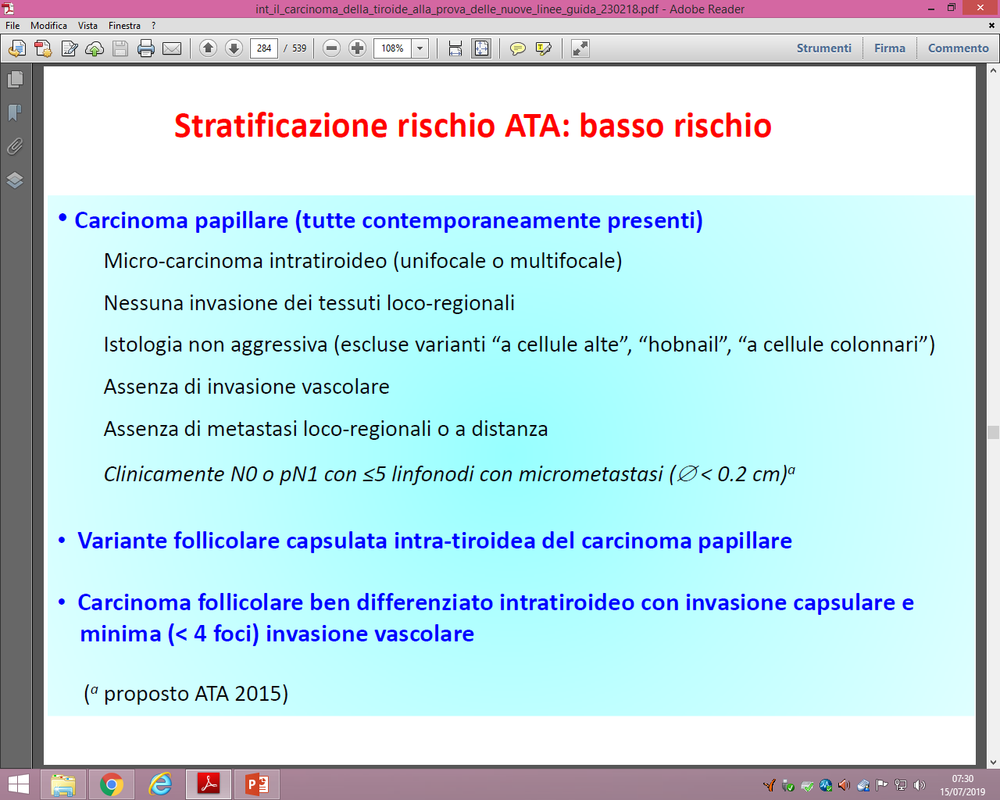 int_il_carcinoma_della_tiroide_alla_prova_delle_nuove_linee_guida_230218.pdf - Adobe Reader
File Modifica Vista Finestra ?
284 / 539 108% Strumenti Firma Commento
Stratificazione rischio ATA: basso rischio
• Carcinoma papillare (tutte contemporaneamente presenti)
Micro-carcinoma intratiroideo (unifocale o multifocale)
Nessuna invasione dei tessuti loco-regionali
Istologia non aggressiva (escluse varianti “a cellule alte”, “hobnail”, “a cellule colonnari”)
Assenza di invasione vascolare
Assenza di metastasi loco-regionali o a distanza
Clinicamente N0 o pN1 con ≤5 linfonodi con micrometastasi (∅ < 0.2 cm)ᵃ
• Variante follicolare capsulata intra-tiroidea del carcinoma papillare
• Carcinoma follicolare ben differenziato intratiroideo con invasione capsulare e
minima (< 4 foci) invasione vascolare
(ᵃ proposto ATA 2015)
07:30
15/07/2019